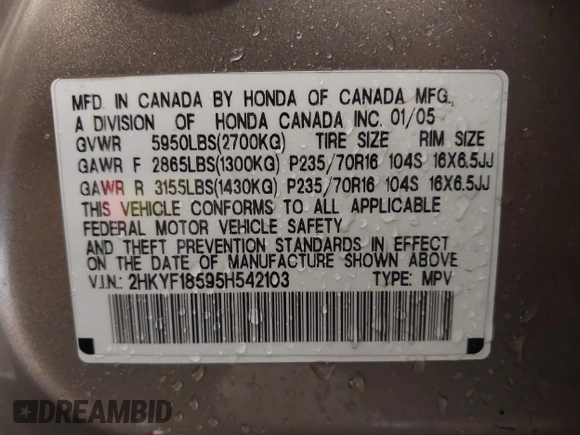 MFD. IN CANADA BY HONDA OF CANADA MFG.,
A DIVISION OF HONDA CANADA INC. 01/05
GVWR 5950LBS(2700KG) TIRE SIZE RIM SIZE
GAWR F 2865LBS(1300KG) P235/70R16 104S 16X6.5JJ
GAWR R 3155LBS(1430KG) P235/70R16 104S 16X6.5JJ
THIS VEHICLE CONFORMS TO ALL APPLICABLE
FEDERAL MOTOR VEHICLE SAFETY
AND THEFT PREVENTION STANDARDS IN EFFECT
ON THE DATE OF MANUFACTURE SHOWN ABOVE
V.I.N.: 2HKYF18595H542103 TYPE: MPV
DREAMBID